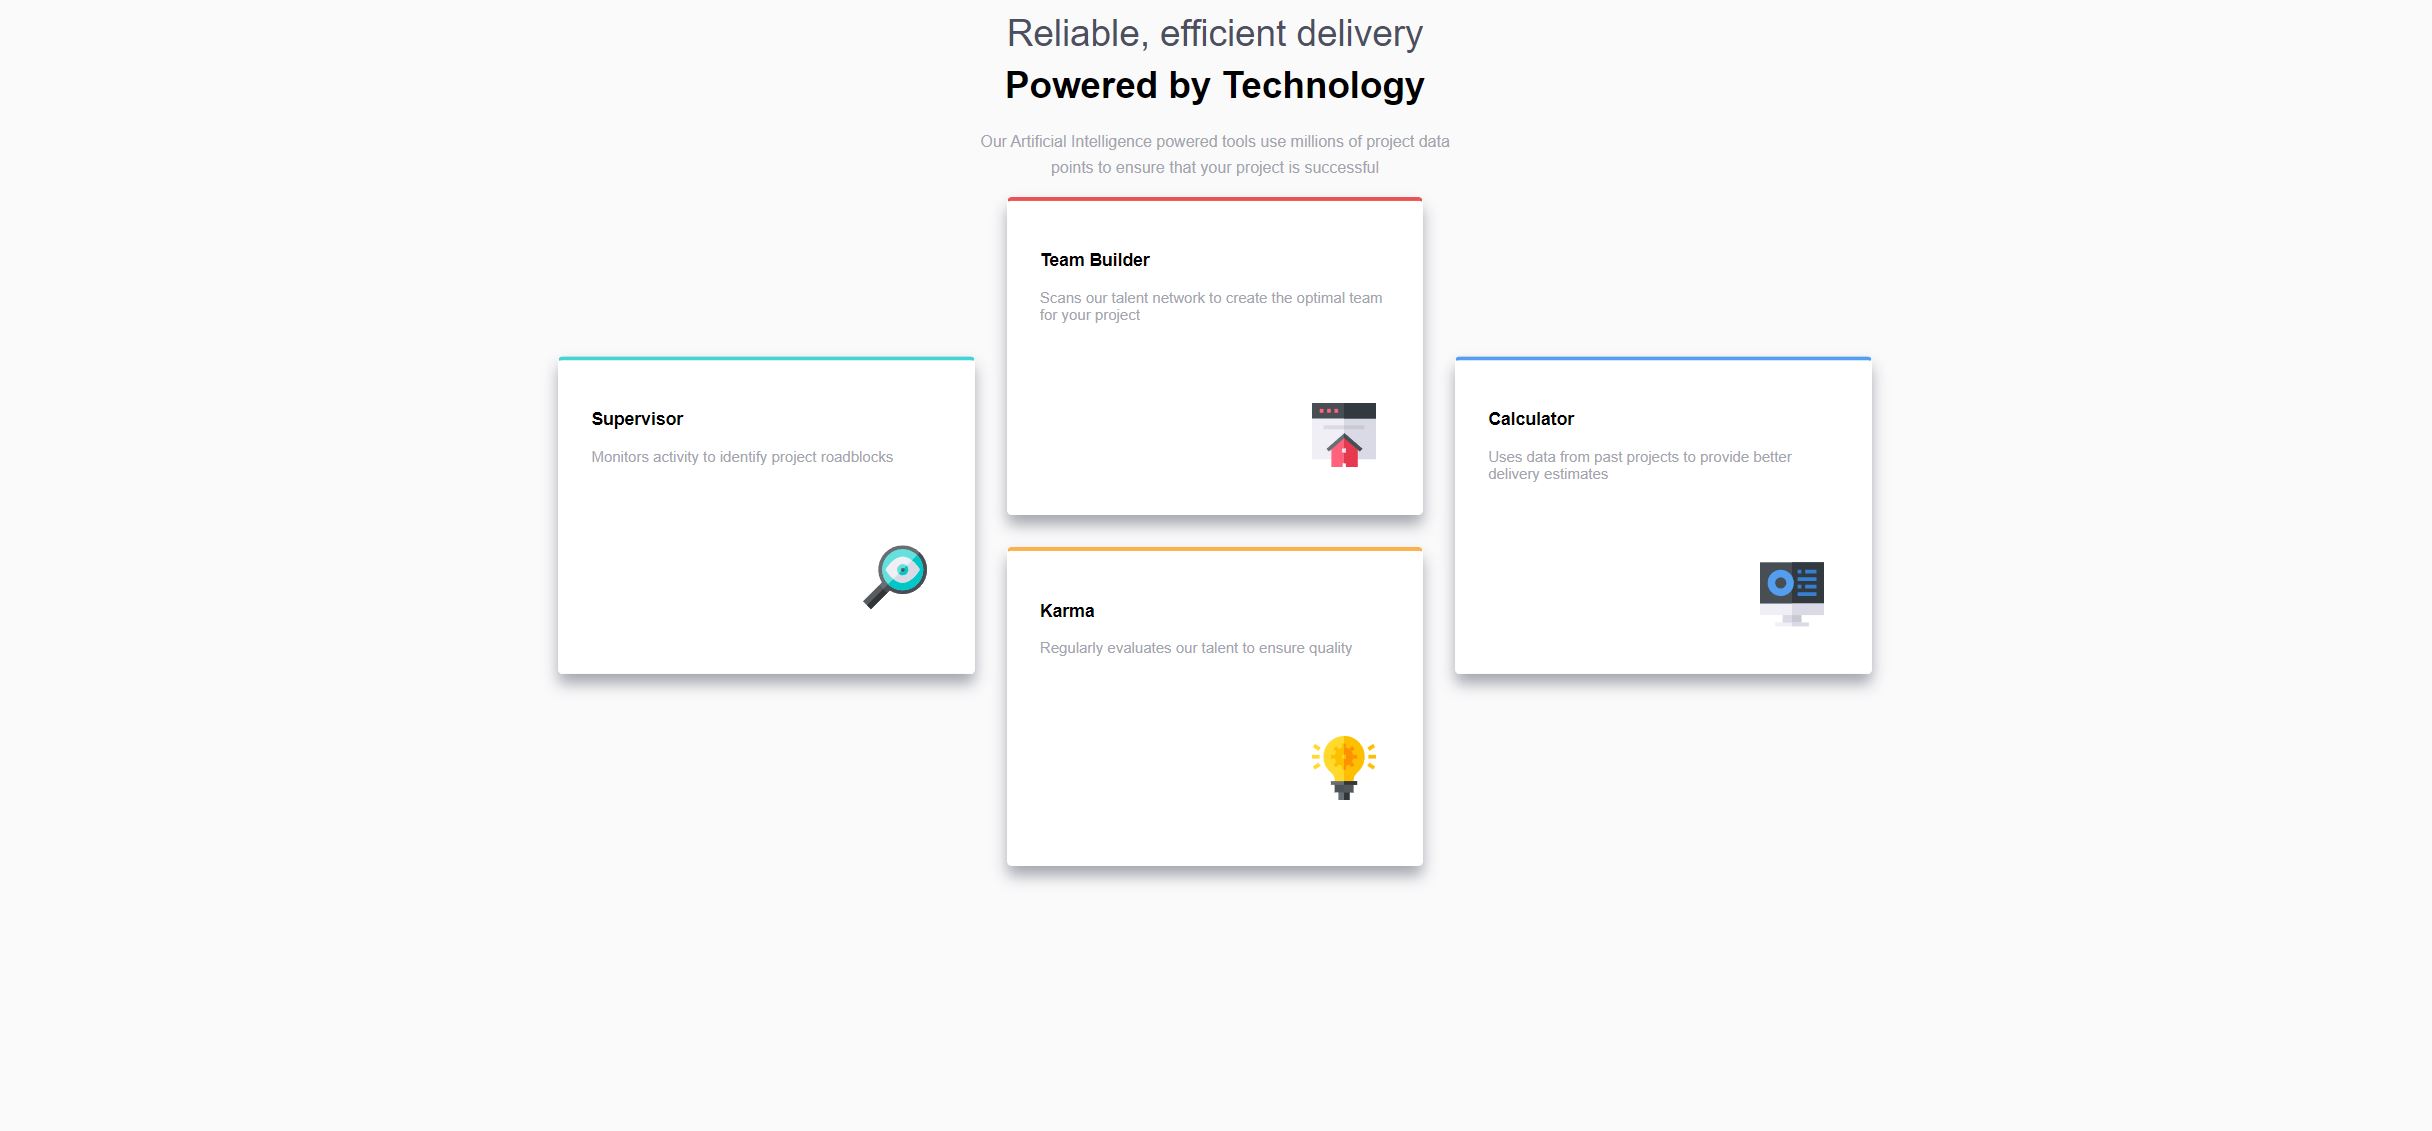 Reliable, efficient delivery
Powered by Technology
Our Artificial Intelligence powered tools use millions of project data
points to ensure that your project is successful
Team Builder
Scans our talent network to create the optimal team
for your project
Supervisor
Monitors activity to identify project roadblocks
Calculator
Uses data from past projects to provide better
delivery estimates
Karma
Regularly evaluates our talent to ensure quality